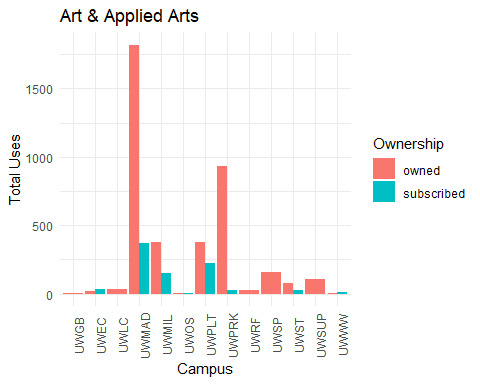 Art & Applied Arts
Total Uses
1500
1000
500
0
UWGB
UWEC
UWLC
UWMAD
UWMIL
UWOS
UWPLT
UWPRK
UWRF
UWSP
UWST
UWSUP
UWWW
Campus
Ownership
owned
subscribed